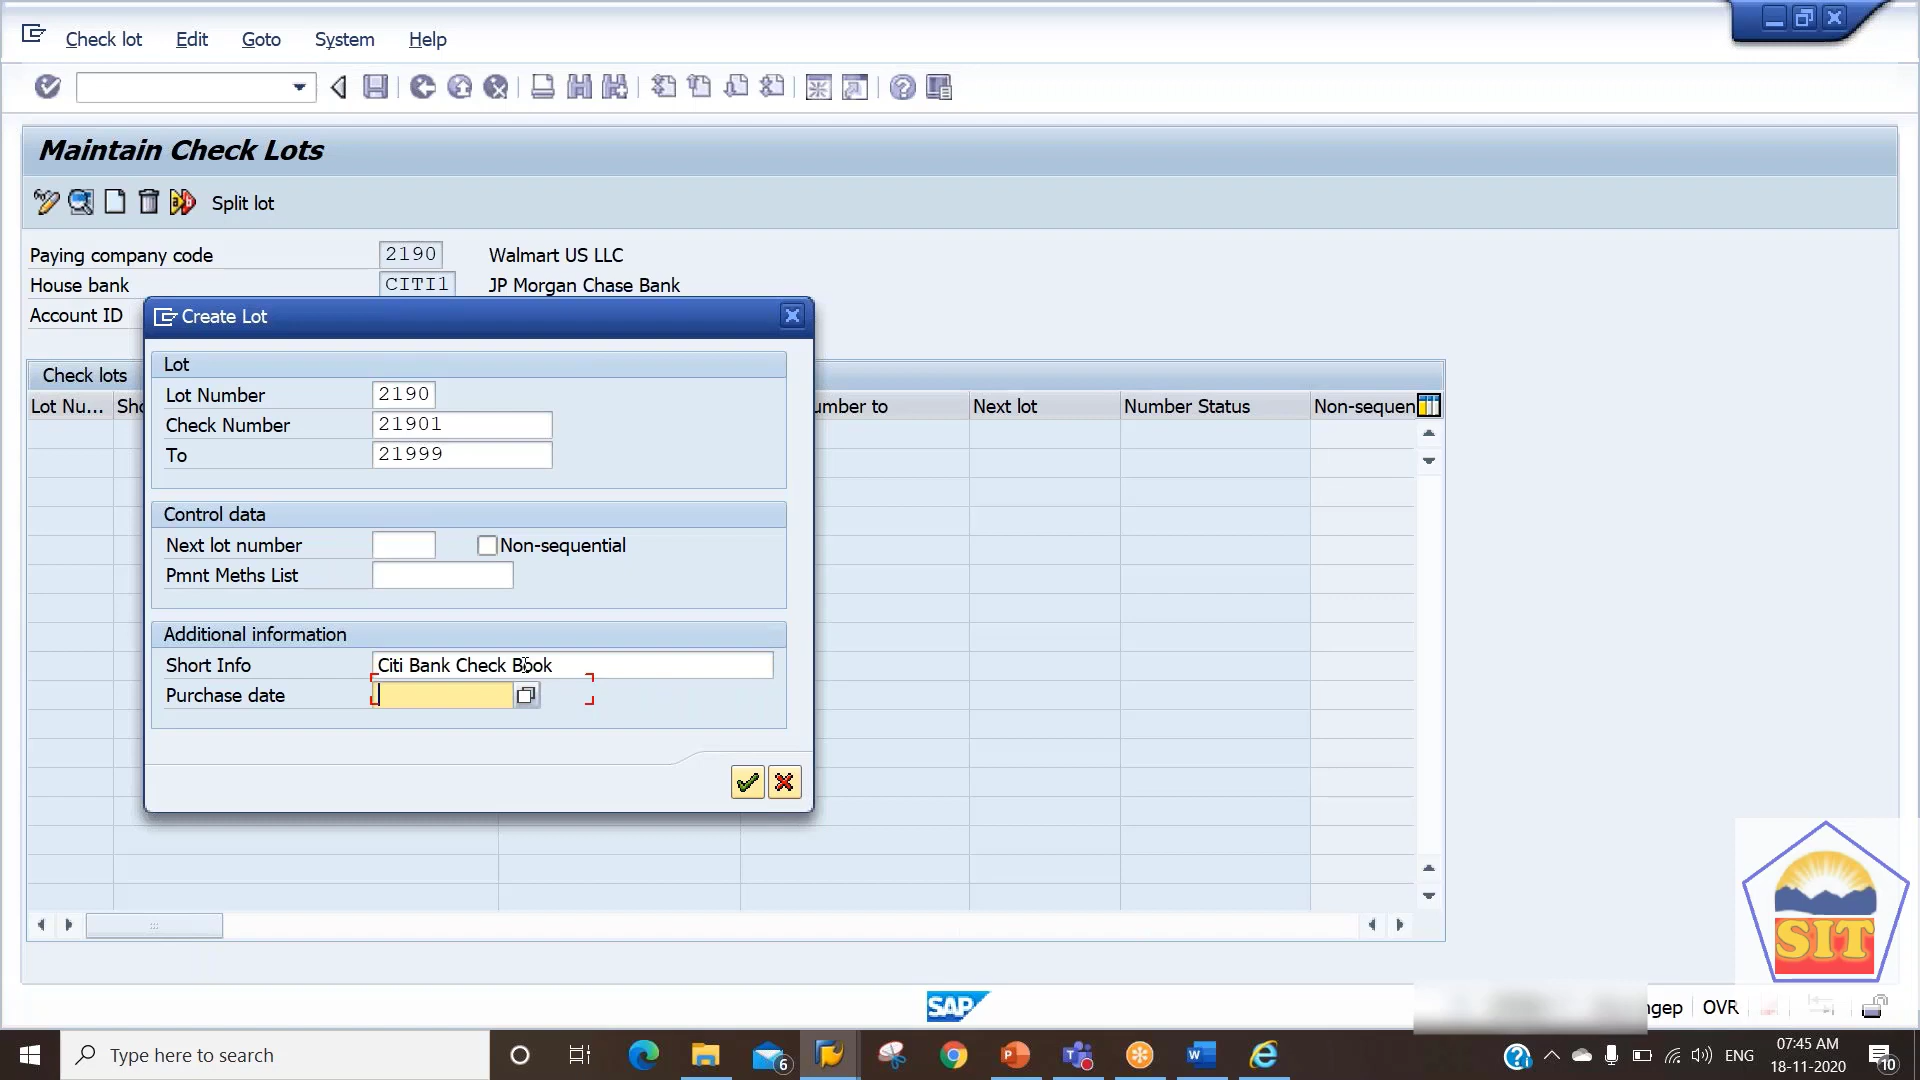 Check lot Edit Goto System Help
Maintain Check Lots
Split lot
Paying company code 2190 Walmart US LLC
House bank CITI1 JP Morgan Chase Bank
Account ID
Create Lot
Lot
Lot Number 2190
Check Number 21901
To 21999
Control data
Next lot number Non-sequential
Pmnt Meths List
Additional information
Short Info Citi Bank Check Book
Purchase date
Check lots
Lot Nu... Sho umber to Next lot Number Status Non-sequen
SIT
SAP
ngep OVR
Type here to search
6
ENG
07:45 AM
18-11-2020
10